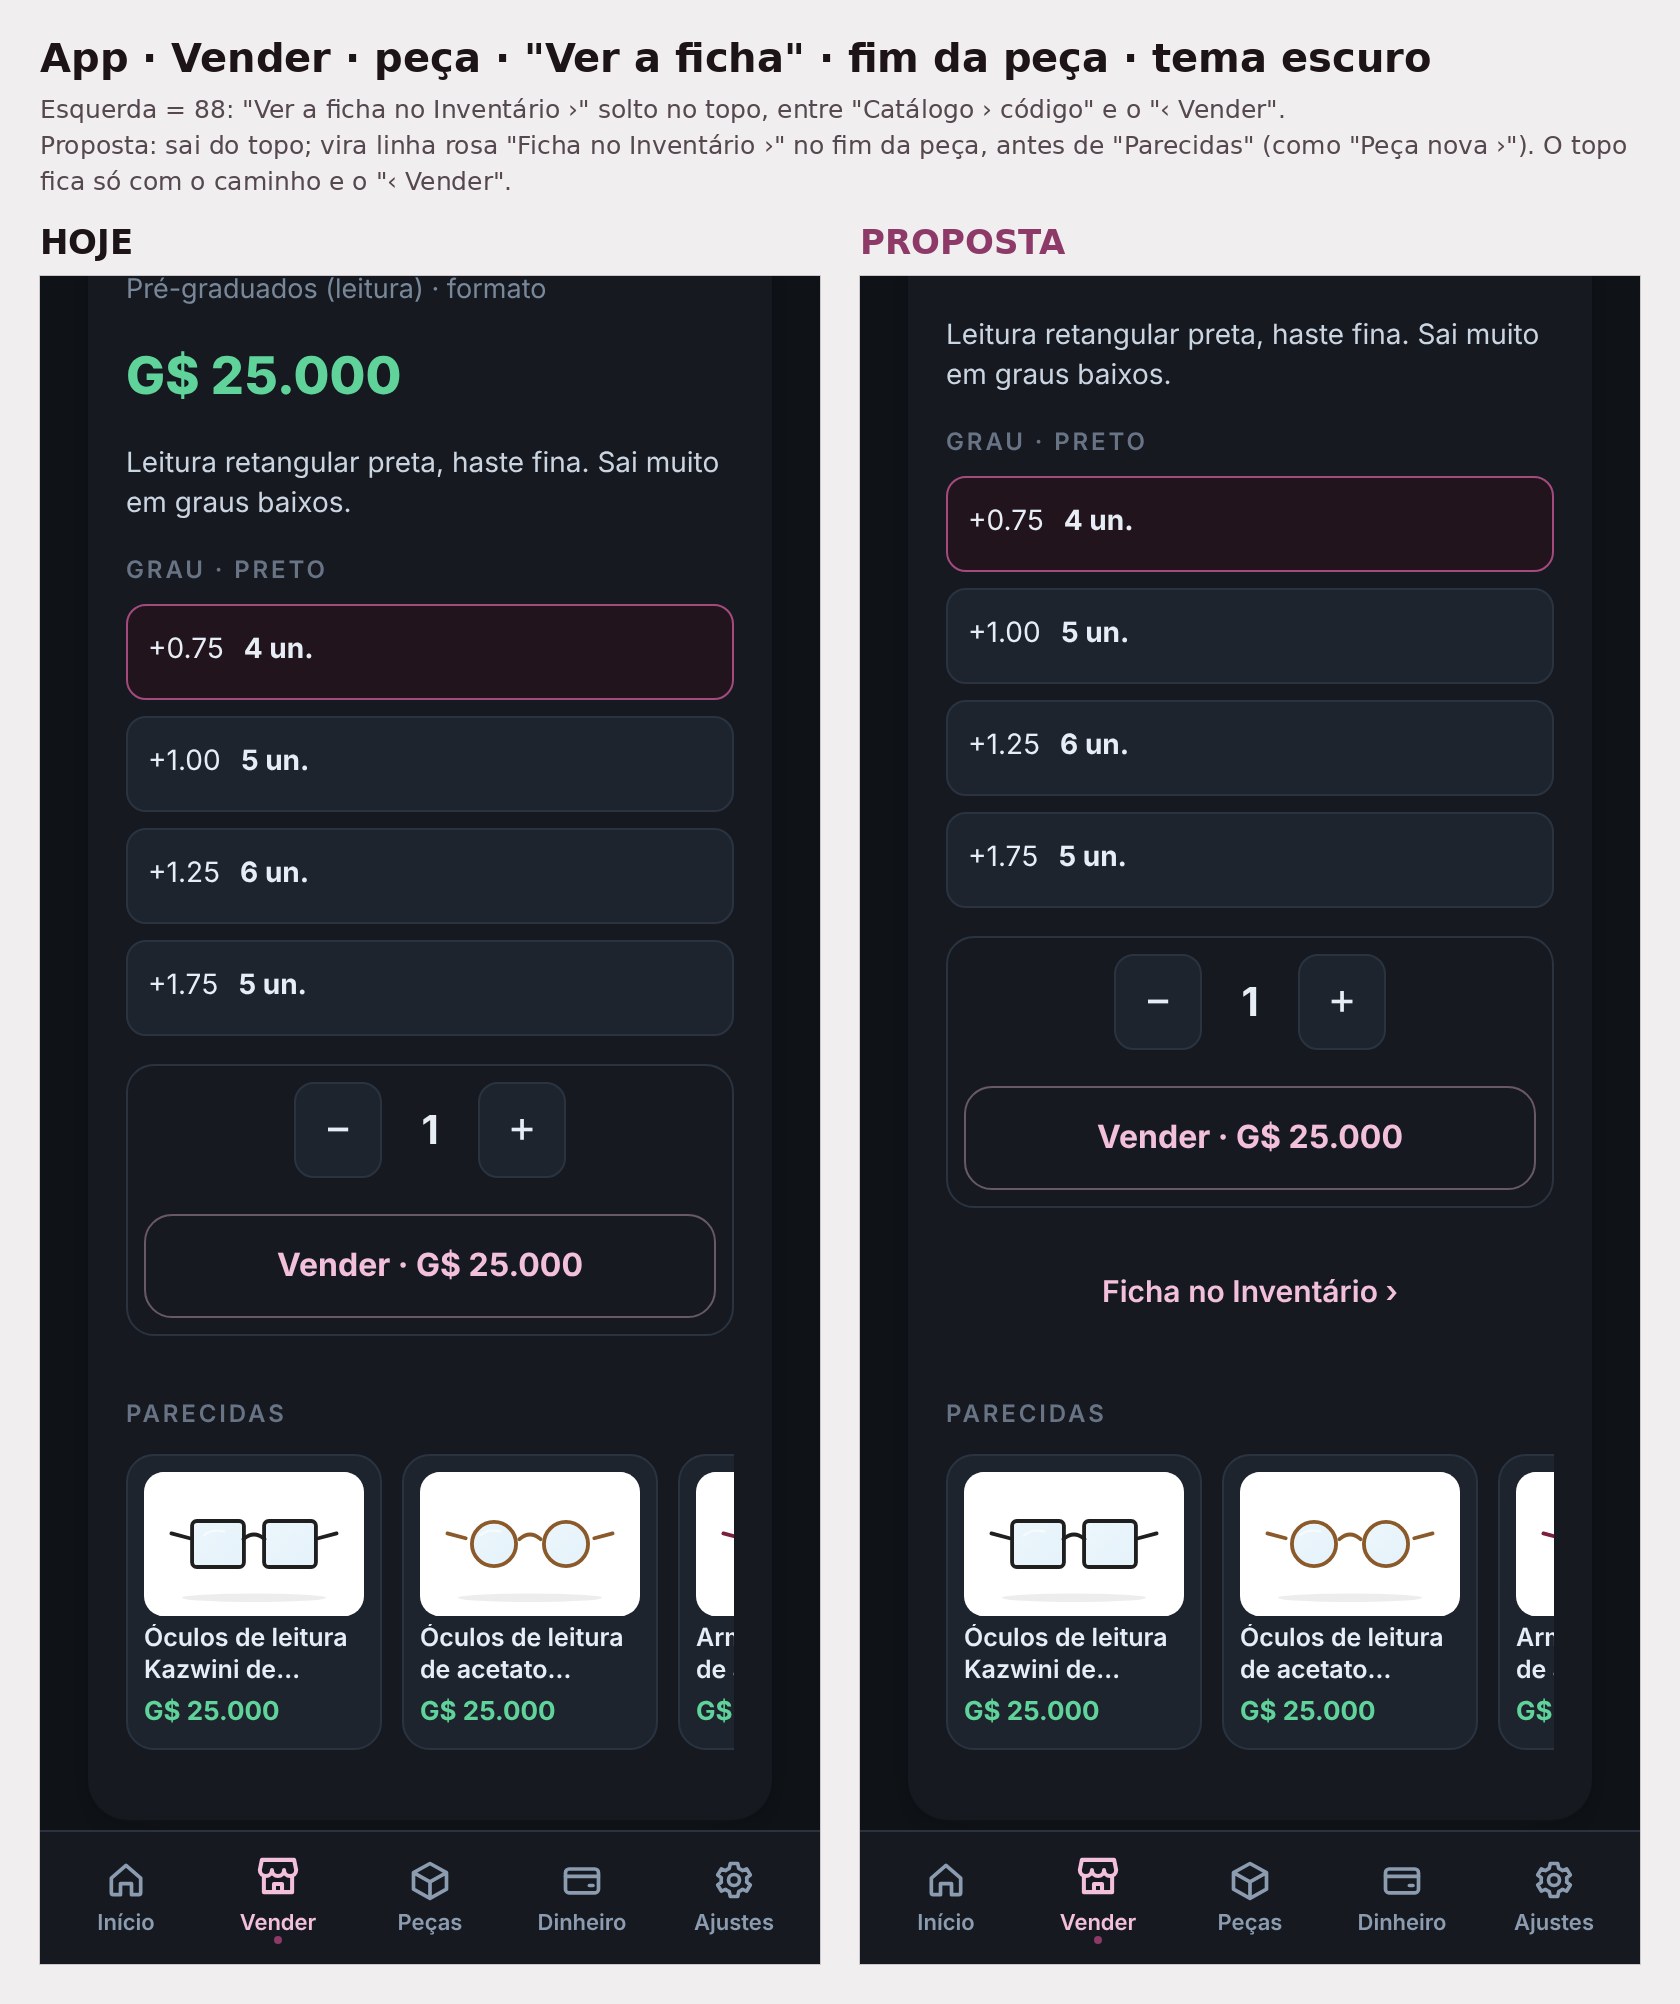 App · Vender · peça · "Ver a ficha" · fim da peça · tema escuro
Esquerda = 88: "Ver a ficha no Inventário ›" solto no topo, entre "Catálogo › código" e o "‹ Vender".
Proposta: sai do topo; vira linha rosa "Ficha no Inventário ›" no fim da peça, antes de "Parecidas" (como "Peça nova ›"). O topo
fica só com o caminho e o "‹ Vender".
HOJE
Pré-graduados (leitura) · formato
G$ 25.000
Leitura retangular preta, haste fina. Sai muito
em graus baixos.
GRAU · PRETO
+0.75 4 un.
+1.00 5 un.
+1.25 6 un.
+1.75 5 un.
− 1 +
Vender · G$ 25.000
PARECIDAS
Óculos de leitura
Kazwini de...
G$ 25.000
Óculos de leitura
de acetato...
G$ 25.000
de
G$
Início
Vender
Peças
Dinheiro
Ajustes
PROPOSTA
Leitura retangular preta, haste fina. Sai muito
em graus baixos.
GRAU · PRETO
+0.75 4 un.
+1.00 5 un.
+1.25 6 un.
+1.75 5 un.
− 1 +
Vender · G$ 25.000
Ficha no Inventário ›
PARECIDAS
Óculos de leitura
Kazwini de...
G$ 25.000
Óculos de leitura
de acetato...
G$ 25.000
de
G$
Início
Vender
Peças
Dinheiro
Ajustes